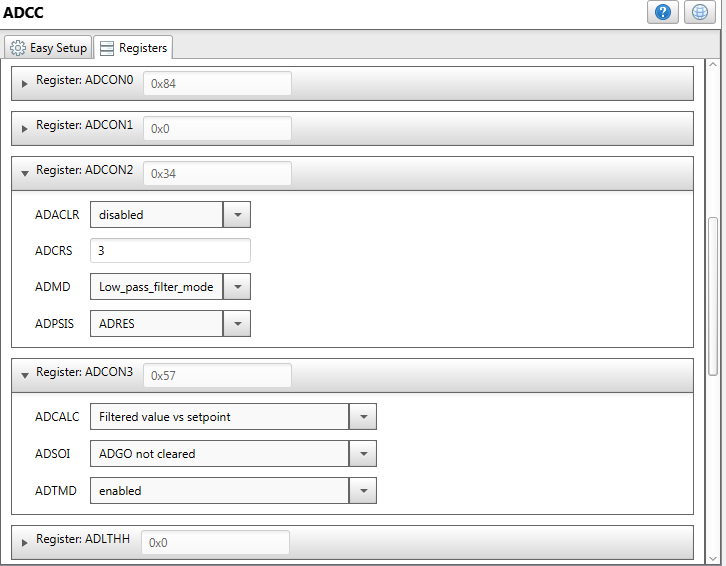 ADCC
Easy Setup Registers
Register: ADCON0 0x84
Register: ADCON1 0x0
Register: ADCON2 0x34
ADACLR disabled
ADCRS 3
ADMD Low_pass_filter_mode
ADPSIS ADRES
Register: ADCON3 0x57
ADCALC Filtered value vs setpoint
ADSOI ADGO not cleared
ADTMD enabled
Register: ADLTHH 0x0